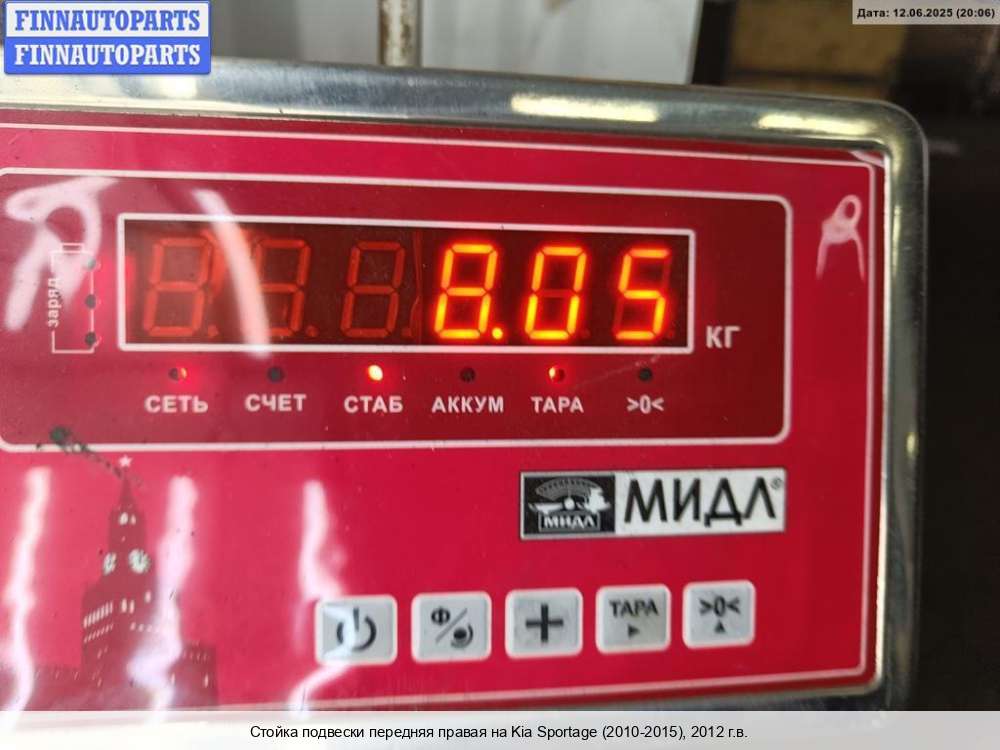 FINNAUTOPARTS
FINNAUTOPARTS
Дата: 12.06.2025 (20:06)
заряд
8.05
КГ
СЕТЬ СЧЕТ СТАБ АККУМ ТАРА >0<
МИДЛ МИДЛ®
Ф ТАРА >0<
Стойка подвески передняя правая на Kia Sportage (2010-2015), 2012 г.в.